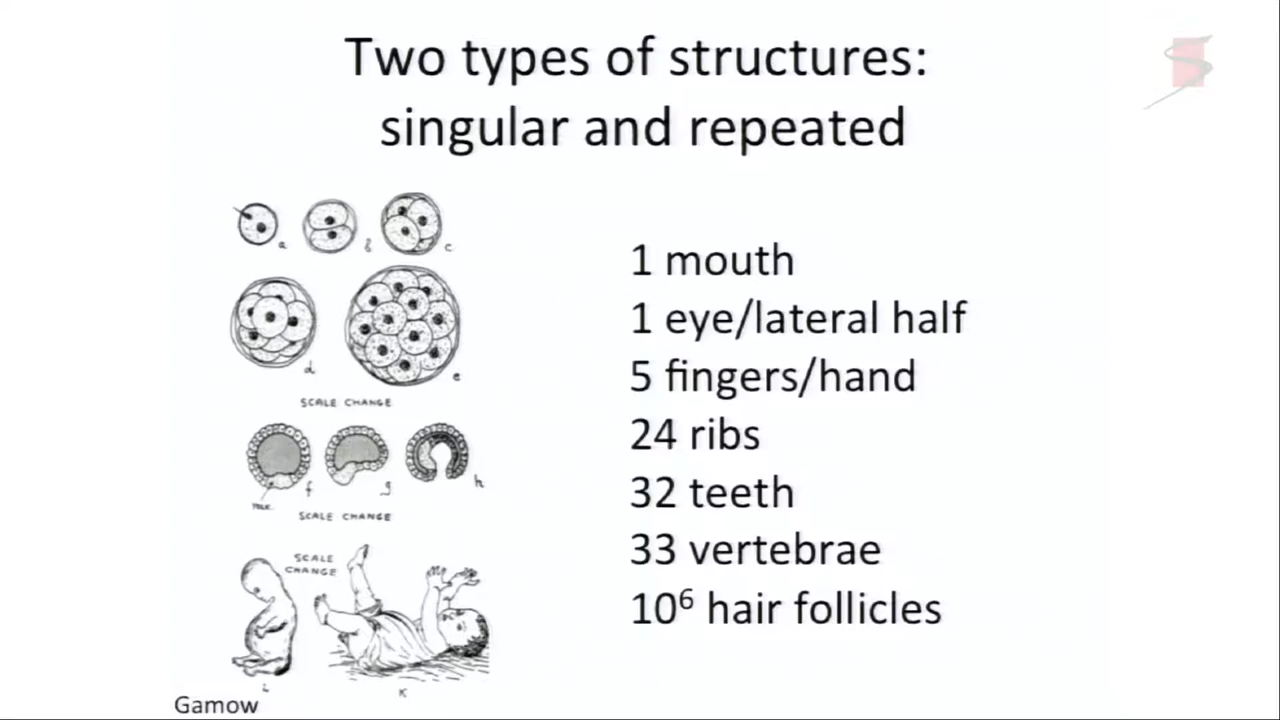 Two types of structures:
singular and repeated
a
b
c
d
e
SCALE CHANGE
f
g
h
YOLK
SCALE CHANGE
SCALE
CHANGE
i
K
Gamow
1 mouth
1 eye/lateral half
5 fingers/hand
24 ribs
32 teeth
33 vertebrae
10⁶ hair follicles